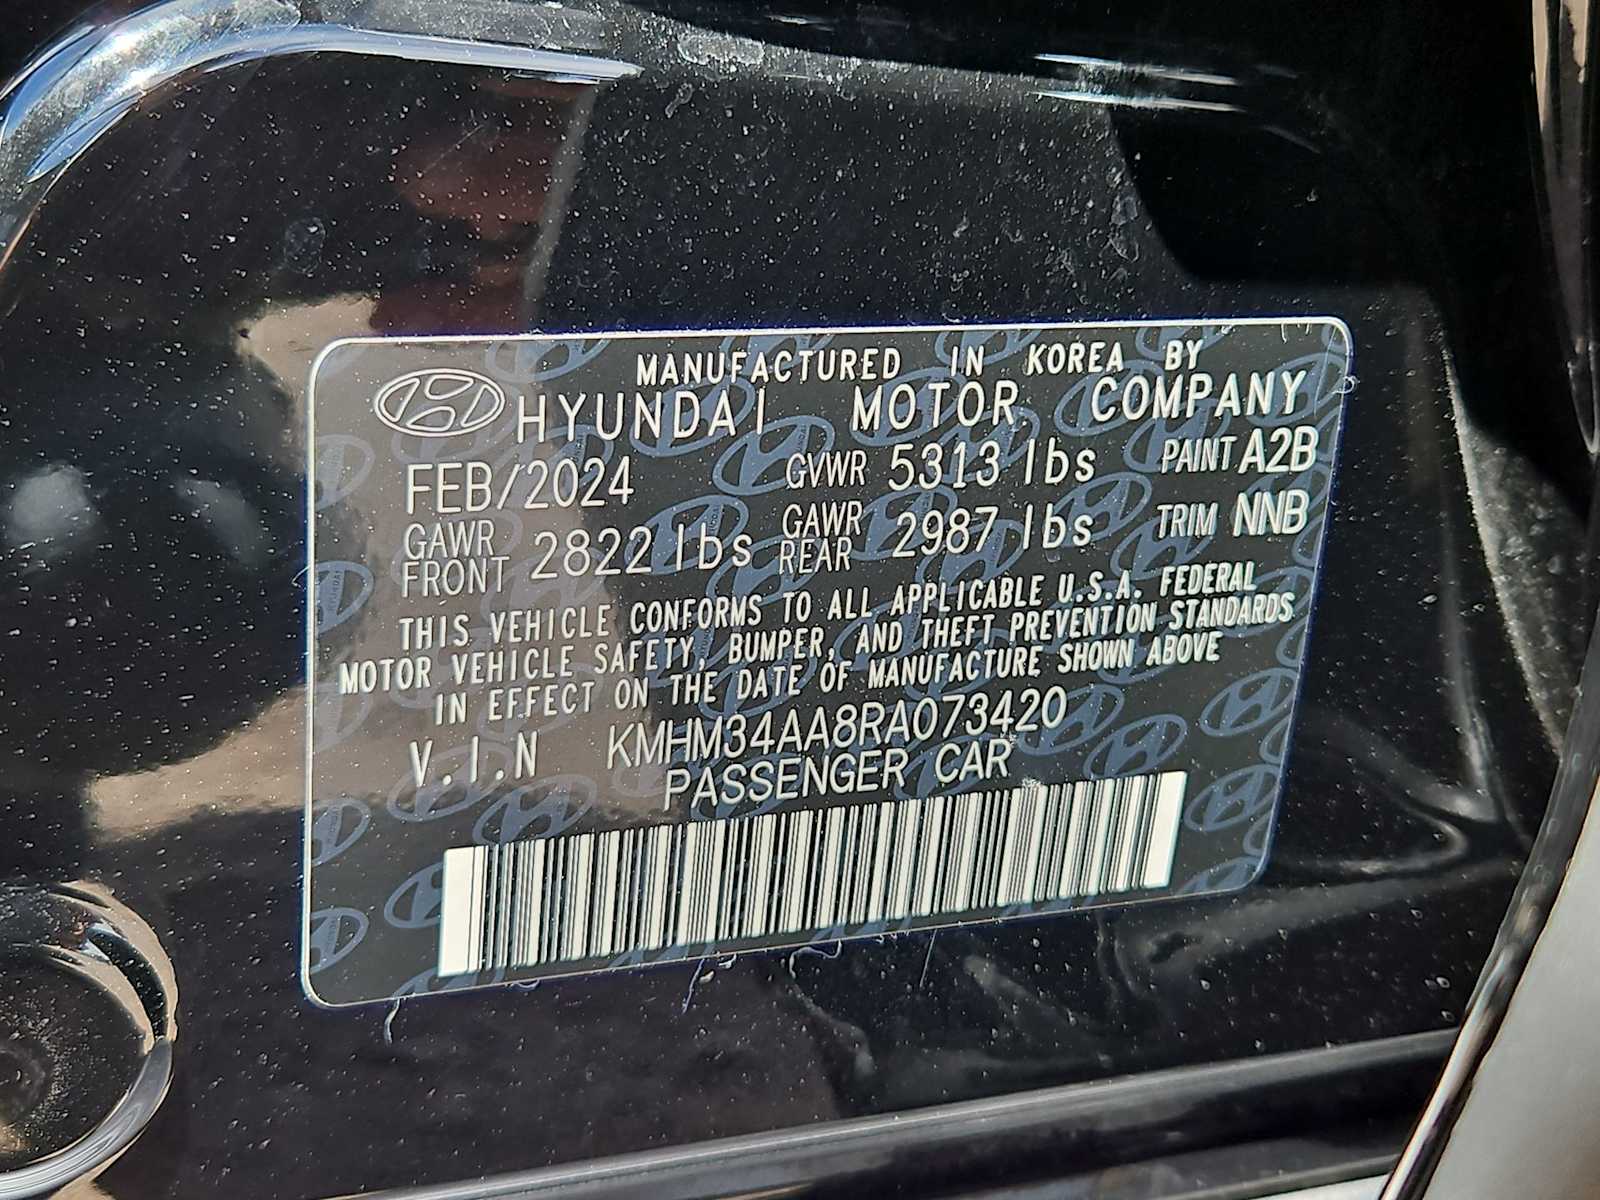 MANUFACTURED IN KOREA BY
HYUNDAI MOTOR COMPANY
FEB/2024 GVWR 5313 lbs PAINT A2B
GAWR FRONT 2822 lbs GAWR REAR 2987 lbs TRIM NNB
THIS VEHICLE CONFORMS TO ALL APPLICABLE U.S.A. FEDERAL
MOTOR VEHICLE SAFETY, BUMPER, AND THEFT PREVENTION STANDARDS
IN EFFECT ON THE DATE OF MANUFACTURE SHOWN ABOVE
V.I.N KMHM34AA8RA073420
PASSENGER CAR